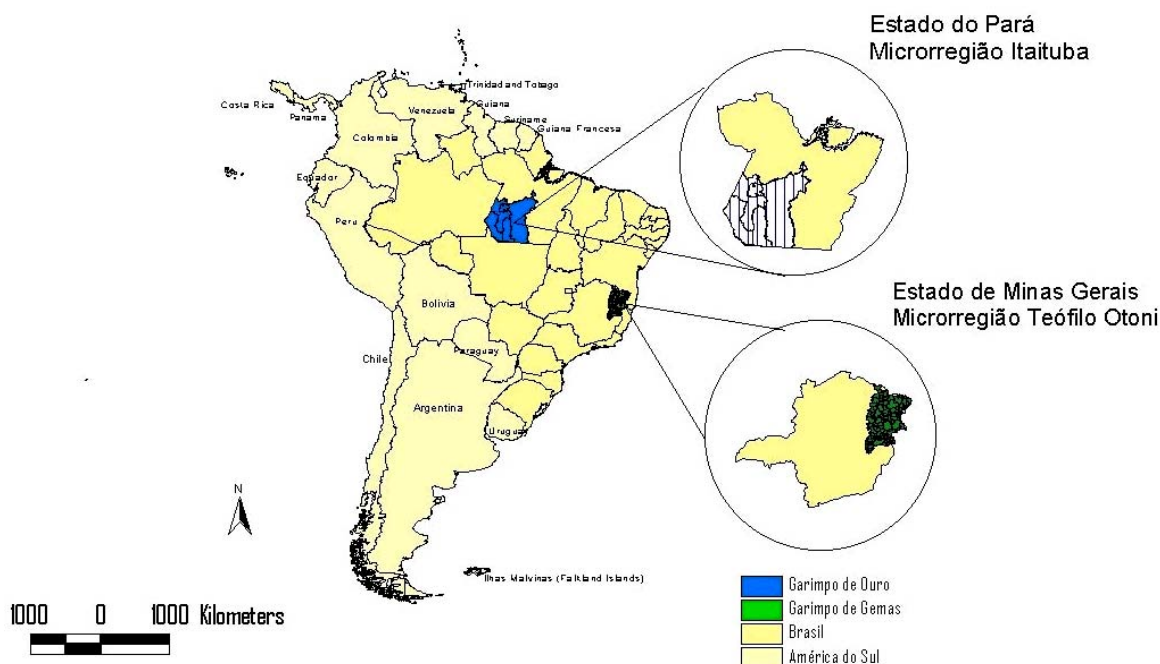 Estado do Pará
Microrregião Itaituba
Trinidad and Tobago
Costa Rica
Panama
Venezuela
Guiana
Suriname
Guiana Francesa
Colombia
Equador
Peru
Bolivia
Estado de Minas Gerais
Microrregião Teófilo Otoni
Paraguay
Chile
Argentina
Uruguay
N
Ilhas Malvinas (Falkland Islands)
1000 0 1000 Kilometers
Garimpo de Ouro
Garimpo de Gemas
Brasil
América do Sul